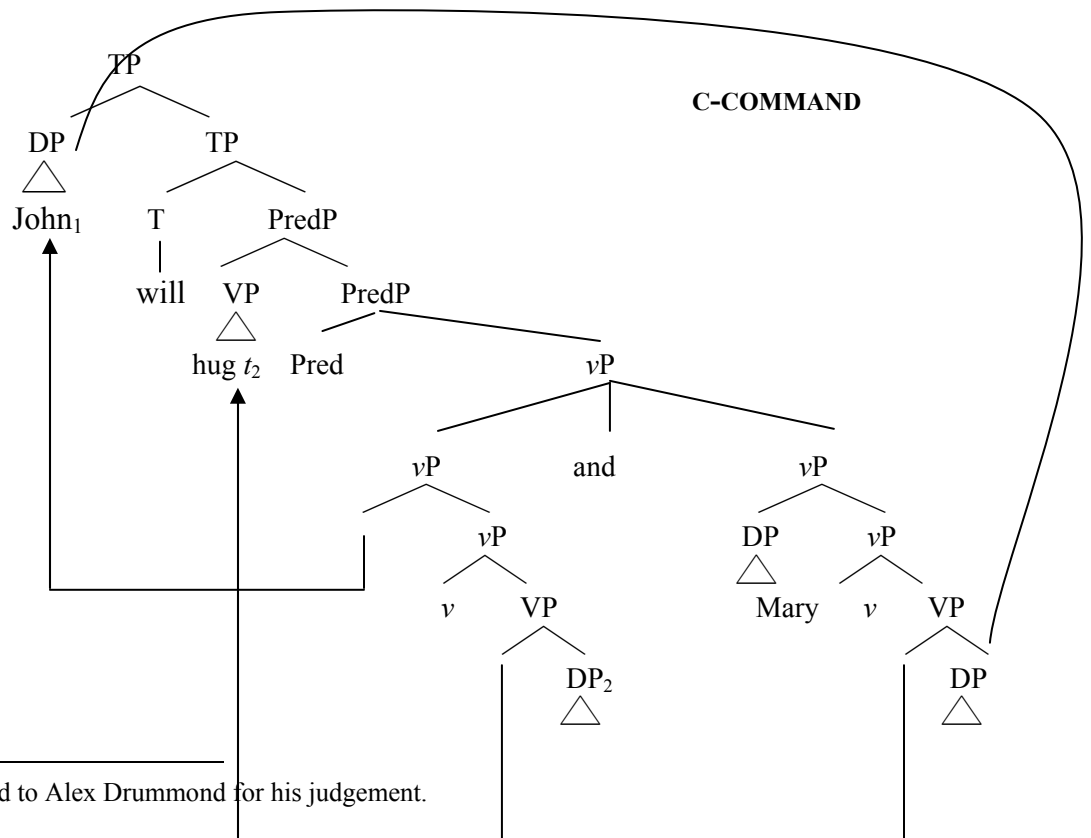 TP
C-COMMAND
DP TP
John₁ T PredP
will VP PredP
hug t₂ Pred vP
vP and vP
vP DP vP
v VP Mary v VP
DP₂ DP
d to Alex Drummond for his judgement.